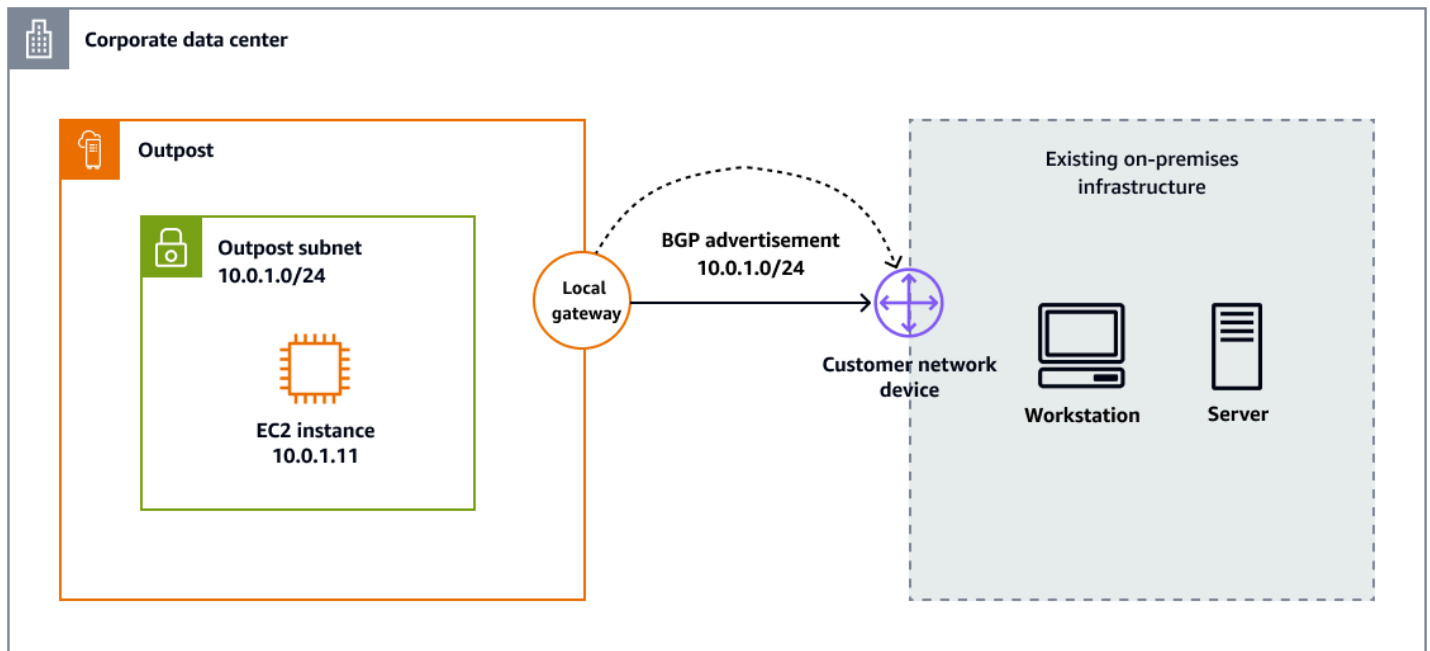 Corporate data center
Outpost
Outpost subnet
10.0.1.0/24
EC2 instance
10.0.1.11
Local
gateway
BGP advertisement
10.0.1.0/24
Customer network
device
Existing on-premises
infrastructure
Workstation
Server